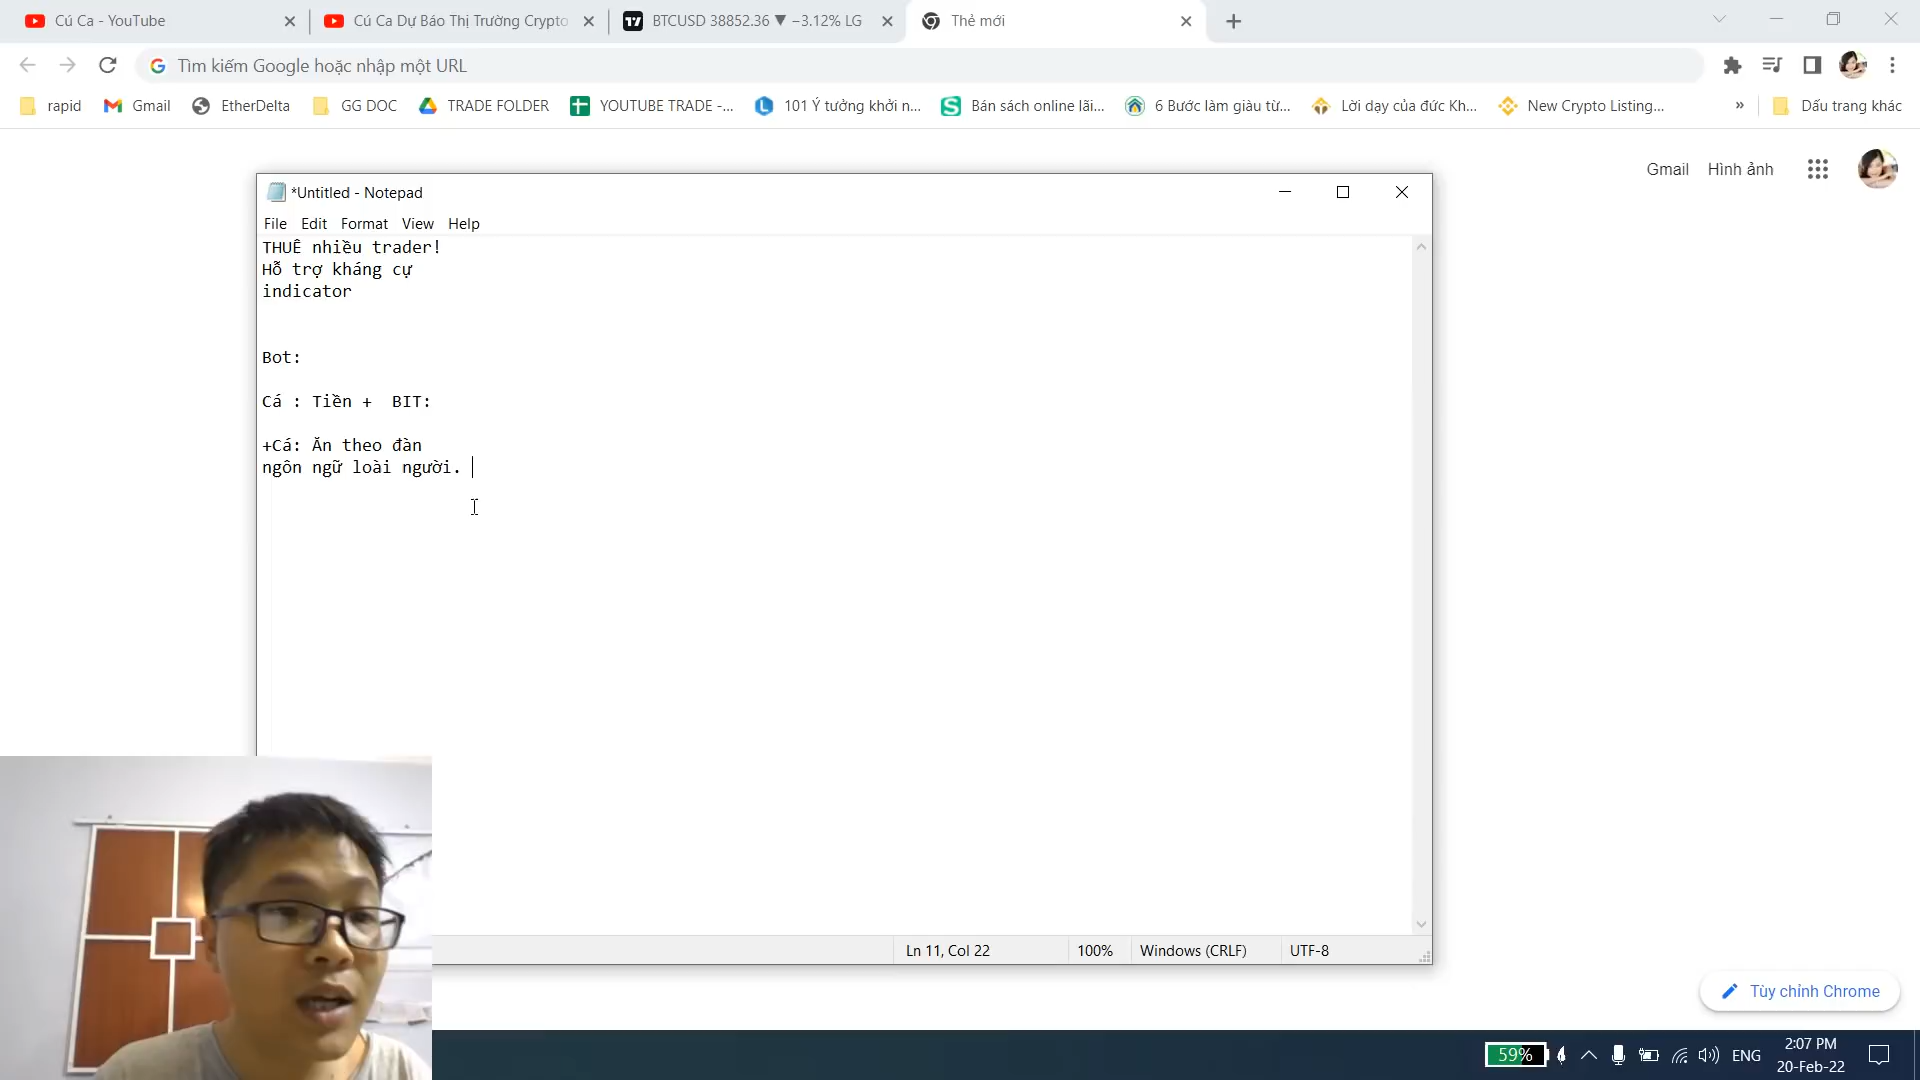 Cú Ca - YouTube
Cú Ca Dự Báo Thị Trường Crypto
BTCUSD 38852.36 ▼ −3.12% LG
Thẻ mới
Tìm kiếm Google hoặc nhập một URL
rapid
Gmail
EtherDelta
GG DOC
TRADE FOLDER
YOUTUBE TRADE -...
101 Ý tưởng khởi n...
Bán sách online lãi...
6 Bước làm giàu từ...
Lời dạy của đức Kh...
New Crypto Listing...
»
Dấu trang khác
Gmail
Hình ảnh
*Untitled - Notepad
File Edit Format View Help
THUÊ nhiều trader!
Hỗ trợ kháng cự
indicator
Bot:
Cá : Tiền + BIT:
+Cá: Ăn theo đàn
ngôn ngữ loài người.
Ln 11, Col 22
100%
Windows (CRLF)
UTF-8
Tùy chỉnh Chrome
59%
ENG
2:07 PM
20-Feb-22